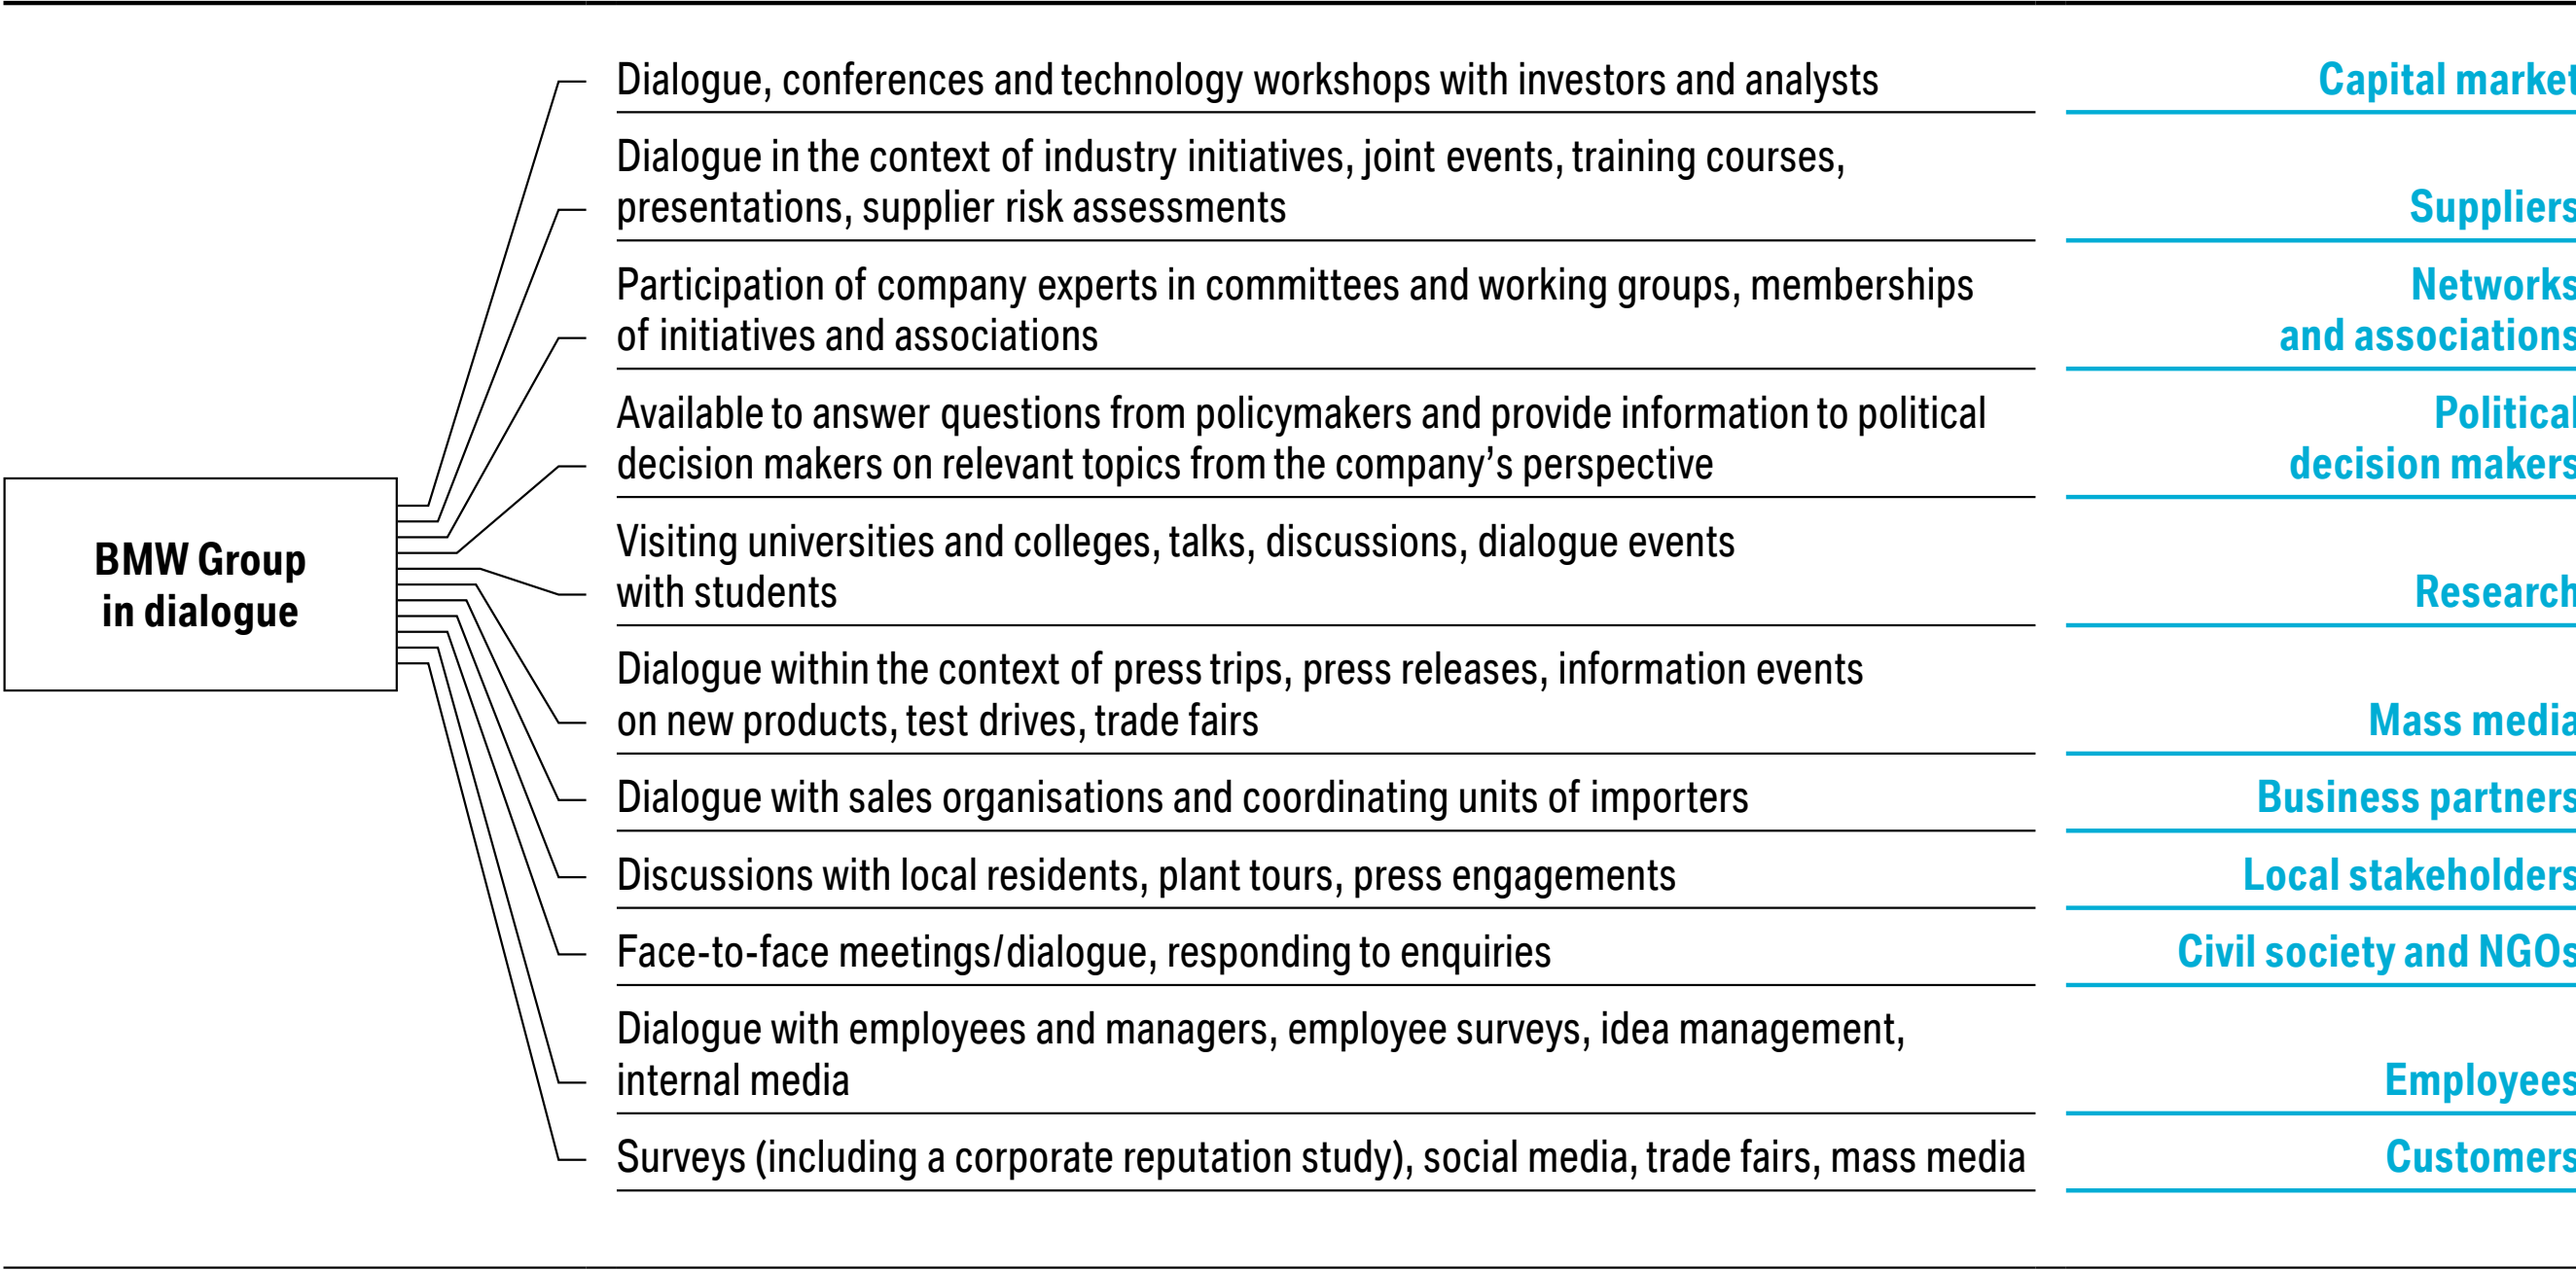 Dialogue, conferences and technology workshops with investors and analysts
Capital market
Dialogue in the context of industry initiatives, joint events, training courses,
presentations, supplier risk assessments
Suppliers
Participation of company experts in committees and working groups, memberships
of initiatives and associations
Networks
and associations
Available to answer questions from policymakers and provide information to political
decision makers on relevant topics from the company’s perspective
Political
decision makers
BMW Group
in dialogue
Visiting universities and colleges, talks, discussions, dialogue events
with students
Research
Dialogue within the context of press trips, press releases, information events
on new products, test drives, trade fairs
Mass media
Dialogue with sales organisations and coordinating units of importers
Business partners
Discussions with local residents, plant tours, press engagements
Local stakeholders
Face-to-face meetings/dialogue, responding to enquiries
Civil society and NGOs
Dialogue with employees and managers, employee surveys, idea management,
internal media
Employees
Surveys (including a corporate reputation study), social media, trade fairs, mass media
Customers